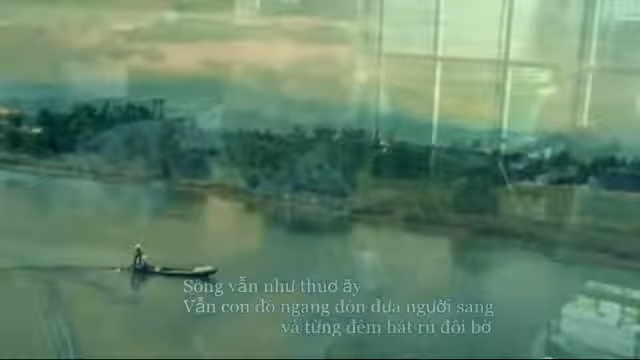 Sông vẫn như thuở ấy
Vẫn con đò ngang đón đưa người sang
và từng đêm hát ru đôi bờ